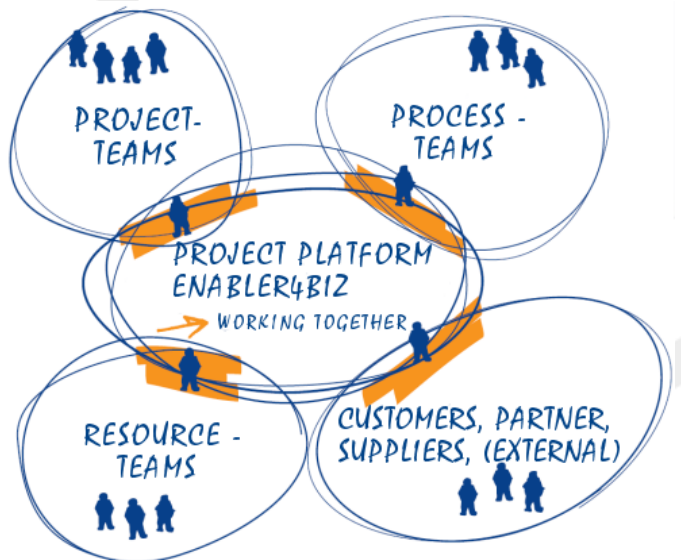 PROJECT-
TEAMS
PROCESS -
TEAMS
PROJECT PLATFORM
ENABLER4BIZ
WORKING TOGETHER
RESOURCE -
TEAMS
CUSTOMERS, PARTNER,
SUPPLIERS, (EXTERNAL)